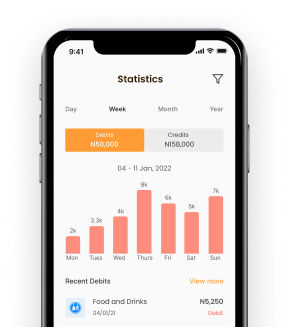 9:41
Statistics
Day Week Month Year
Debits Credits
N50,000 N158,000
04 - 11 Jan, 2022
2k 3.3k 4k 8k 6k 5k 7k
Mon Tues Wed Thurs Fri Sat Sun
Recent Debits View more
Food and Drinks N5,250
04/01/21 Debit